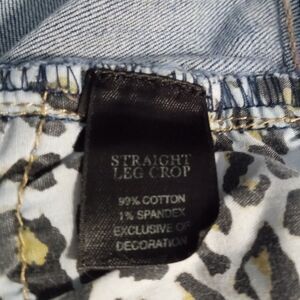 STRAIGHT
LEG CROP
99% COTTON
1% SPANDEX
EXCLUSIVE OF
DECORATION